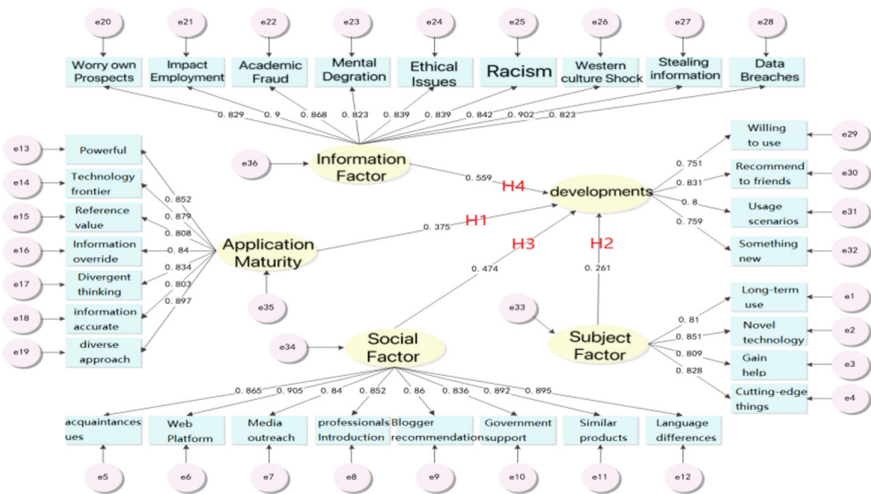 e20 e21 e22 e23 e24 e25 e26 e27 e28
Worry own
Prospects
Impact
Employment
Academic
Fraud
Mental
Degration
Ethical
Issues
Racism
Western
culture Shock
Stealing
information
Data
Breaches
0.829 0.9 0.868 0.823 0.839 0.839 0.842 0.902 0.823
e13
Powerful
e14
Technology
frontier
e15
Reference
value
e16
Information
override
e17
Divergent
thinking
e18
information
accurate
e19
diverse
approach
0.852
0.879
0.808
0.84
0.834
0.803
0.897
e36
Information
Factor
0.559
H4
developments
Application
Maturity
0.375
H1
e35
H3
0.474
H2
0.261
0.751
0.831
0.8
0.759
Willing
to use
e29
Recommend
to friends
e30
Usage
scenarios
e31
Something
new
e32
e33
Subject
Factor
0.81
0.851
0.809
0.828
Long-term
use
e1
Novel
technology
e2
Gain
help
e3
Cutting-edge
things
e4
e34
Social
Factor
0.865 0.905 0.84 0.852 0.86 0.836 0.892 0.895
acquaintances
ues
Web
Platform
Media
outreach
professionals
Introduction
Blogger
recommendation
Government
support
Similar
products
Language
differences
e5 e6 e7 e8 e9 e10 e11 e12